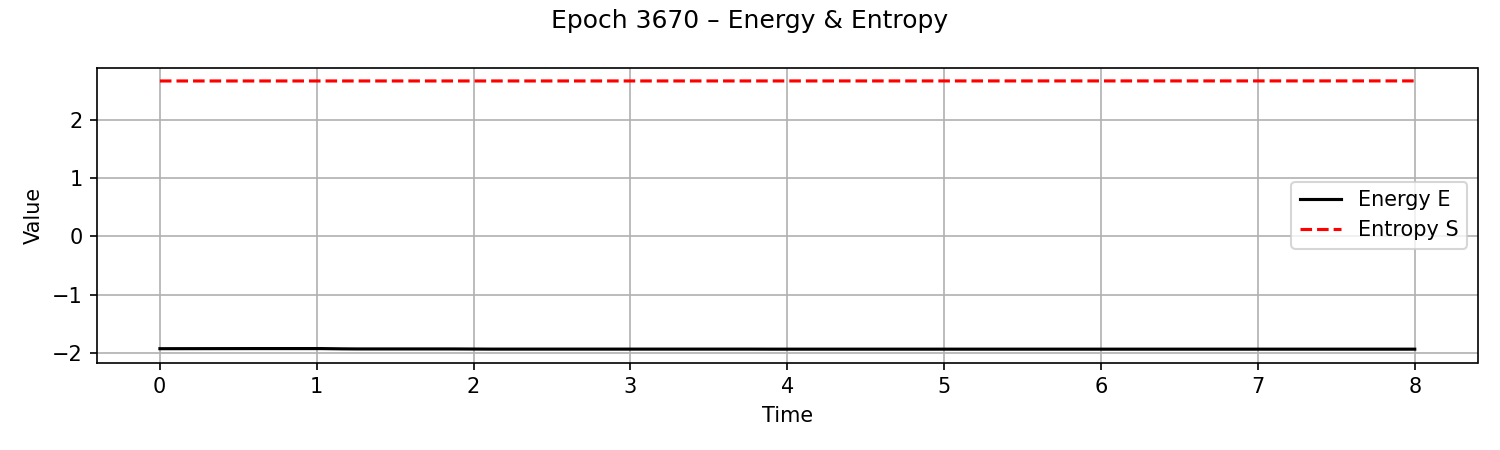 Epoch 3670 – Energy & Entropy
2
1
0
−1
−2
Value
Energy E
Entropy S
0 1 2 3 4 5 6 7 8
Time